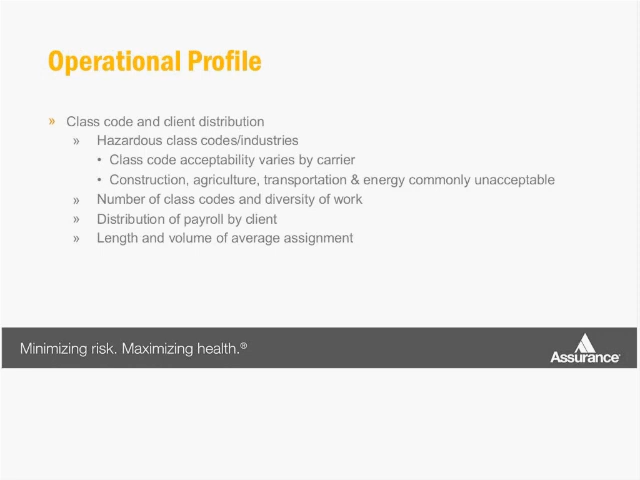 Operational Profile
» Class code and client distribution
» Hazardous class codes/industries
• Class code acceptability varies by carrier
• Construction, agriculture, transportation & energy commonly unacceptable
» Number of class codes and diversity of work
» Distribution of payroll by client
» Length and volume of average assignment
Minimizing risk. Maximizing health.®
Assurance